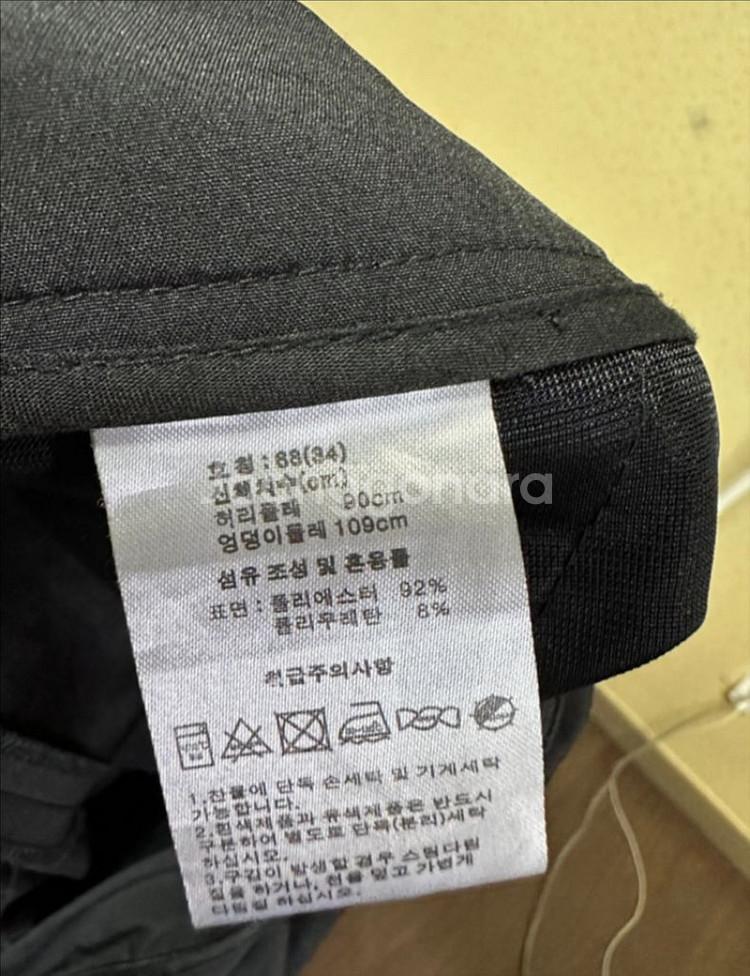 호칭 : 88(34)
신체치수(cm)
허리둘레 90cm
엉덩이둘레 109cm
섬유 조성 및 혼용률
표면 : 폴리에스터 92%
폴리우레탄 8%
취급주의사항
1.찬물에 단독 손세탁 및 기계세탁
가능합니다.
2.흰색제품과 유색제품은 반드시
구분하여 별도로 단독(분리)세탁
하십시오.
3.구김이 발생할 경우 스팀다림
질을 하거나, 천을 덮고 가볍게
다림질 하십시오.